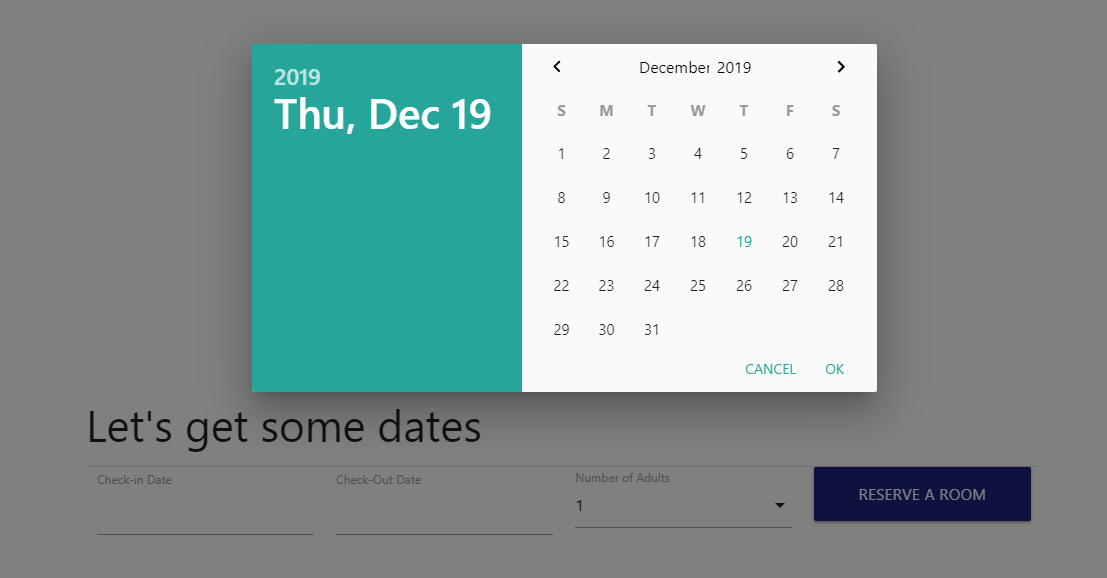 2019
Thu, Dec 19
December 2019
S M T W T F S
1 2 3 4 5 6 7
8 9 10 11 12 13 14
15 16 17 18 19 20 21
22 23 24 25 26 27 28
29 30 31
CANCEL OK
Let's get some dates
Check-in Date
Check-Out Date
Number of Adults
1
RESERVE A ROOM